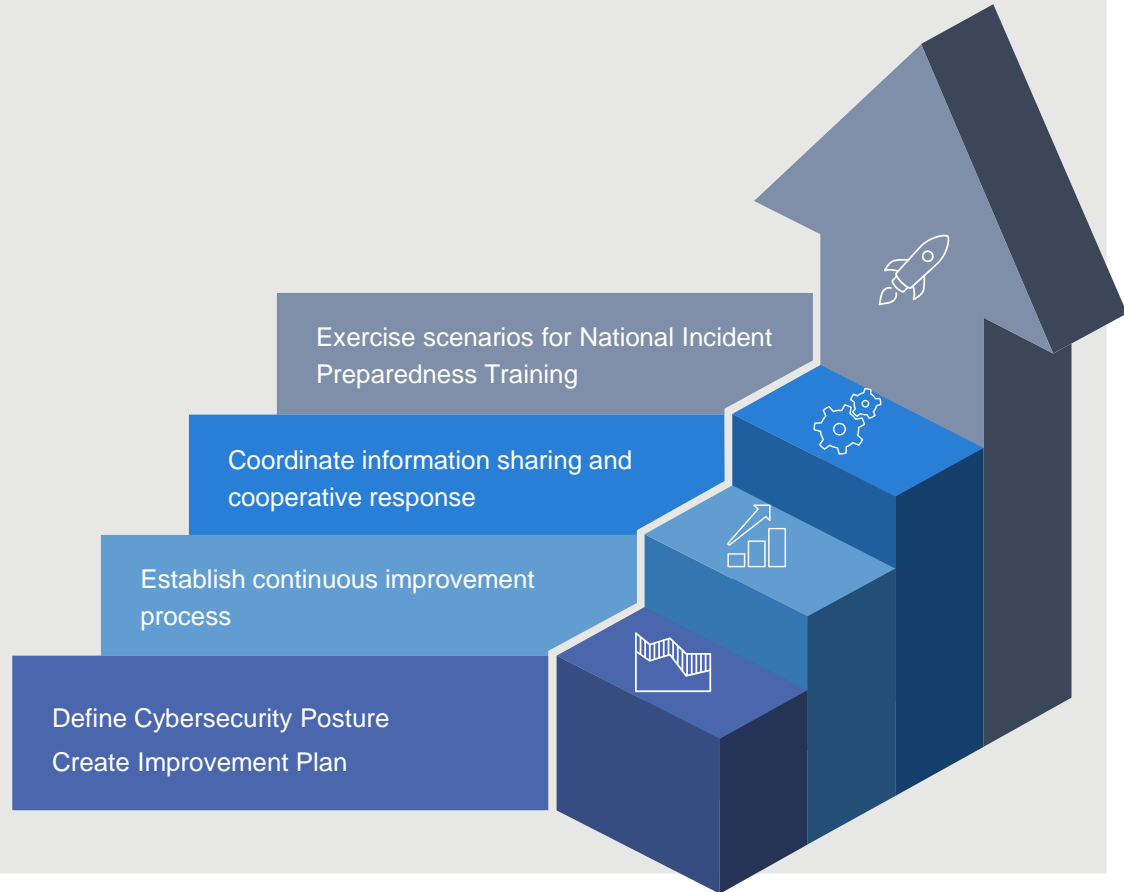 Exercise scenarios for National Incident
Preparedness Training
Coordinate information sharing and
cooperative response
Establish continuous improvement
process
Define Cybersecurity Posture
Create Improvement Plan